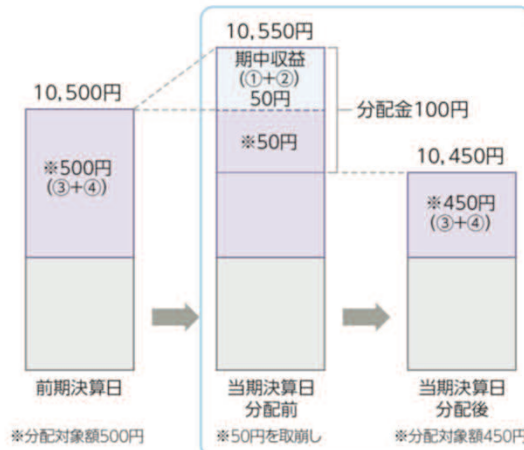 10,550円
期中収益
(①+②)
50円
10,500円
分配金100円
※50円
10,450円
※500円
(③+④)
※450円
(③+④)
前期決算日
当期決算日
分配前
当期決算日
分配後
※分配対象額500円
※50円を取崩し
※分配対象額450円